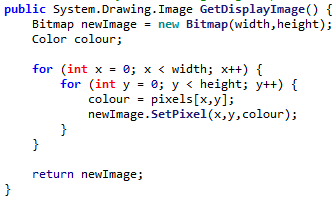 public System.Drawing.Image GetDisplayImage() {
    Bitmap newImage = new Bitmap(width,height);
    Color colour;

    for (int x = 0; x < width; x++) {
        for (int y = 0; y < height; y++) {
            colour = pixels[x,y];
            newImage.SetPixel(x,y,colour);
        }
    }

    return newImage;
}